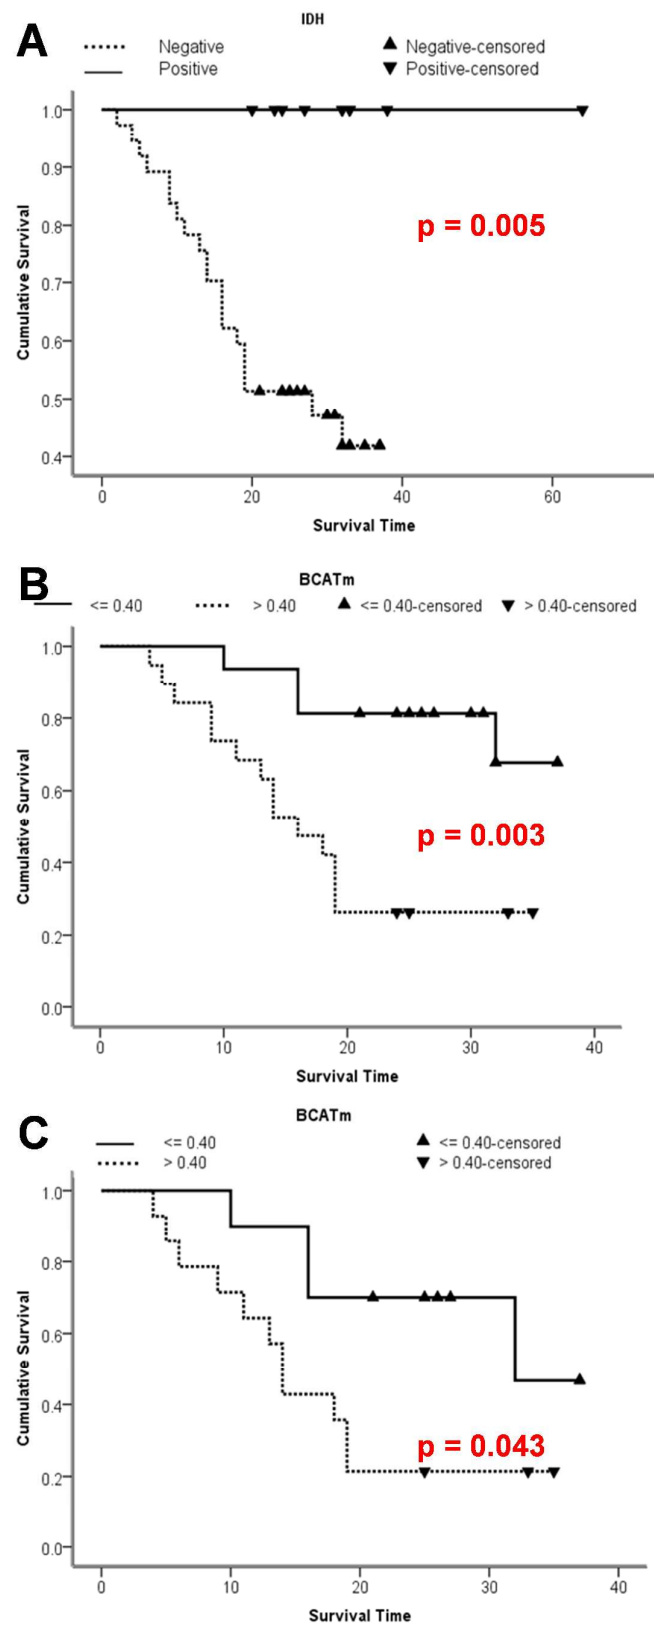 A
IDH
Negative
Negative-censored
Positive
Positive-censored
1.0
0.9
0.8
0.7
0.6
0.5
0.4
Cumulative Survival
p = 0.005
0 20 40 60
Survival Time
B
BCATm
<= 0.40 > 0.40 <= 0.40-censored > 0.40-censored
1.0
0.8
0.6
0.4
0.2
0.0
Cumulative Survival
p = 0.003
0 10 20 30 40
Survival Time
C
BCATm
<= 0.40 <= 0.40-censored
> 0.40 > 0.40-censored
1.0
0.8
0.6
0.4
0.2
0.0
Cumulative Survival
p = 0.043
0 10 20 30 40
Survival Time